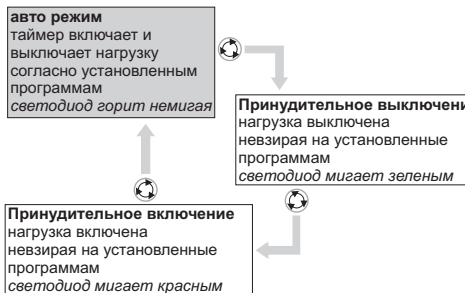 авто режим
таймер включает и
выключает нагрузку
согласно установленным
программам
светодиод горит немигая
Принудительное выключени
нагрузка выключена
невзирая на установленные
программам
светодиод мигает зеленым
Принудительное включение
нагрузка включена
невзирая на установленные
программам
светодиод мигает красным